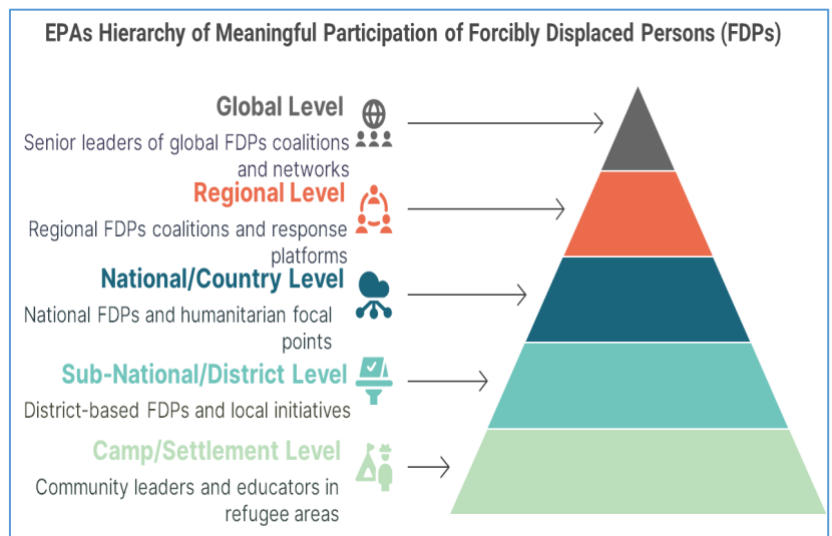 EPAs Hierarchy of Meaningful Participation of Forcibly Displaced Persons (FDPs)
Global Level
Senior leaders of global FDPs coalitions
and networks
Regional Level
Regional FDPs coalitions and response
platforms
National/Country Level
National FDPs and humanitarian focal
points
Sub-National/District Level
District-based FDPs and local initiatives
Camp/Settlement Level
Community leaders and educators in
refugee areas